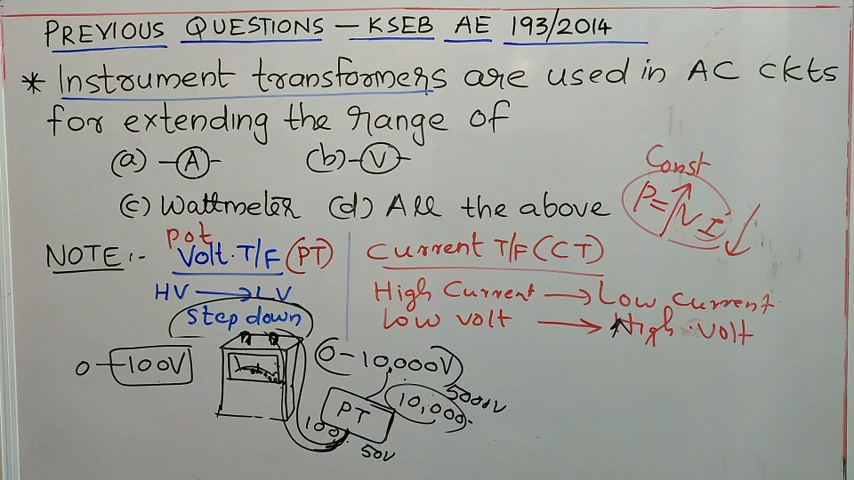 PREVIOUS QUESTIONS — KSEB AE 193/2014
* Instrument transformers are used in AC ckts
for extending the range of
(a) -(A)- (b) -(V)-
(c) Wattmeter (d) All the above
Const
P = V I
NOTE:- Volt. T/F (PT)
pot
HV → LV
Step down
Current T/F (CT)
High Current → Low current
Low volt → High volt
0 - 100V
0 - 10,000V
5000V
PT
10,000
100
50V